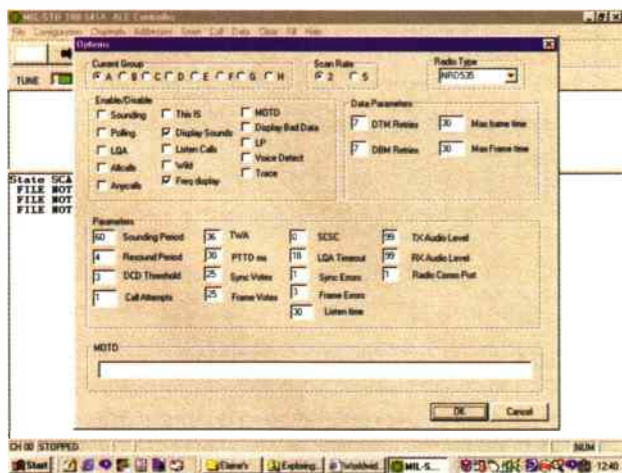 MIL-STD 188-141A ALE Controller
File Configuration Channels Addresses Scan Call Data Clear Fill Help
TUNE
State SCA
FILE NOT
FILE NOT
FILE NOT
Options
Current Group
A B C D E F G H
Scan Rate
2 5
Radio Type
NRD535
Enable/Disable
Sounding This IS MOTD
Polling Display Sounds Display Bad Data
LQA Listen Calls LP
Allcalls Wild Voice Detect
Anycalls Freq display Trace
Data Parameters
7 DTM Retries 30 Max frame time
7 DBM Retries 30 Max Frame time
Parameters
60 Sounding Period 36 TWA 0 SCSC 99 TX Audio Level
4 Resound Period 30 PTTD ms 18 LQA Timeout 99 RX Audio Level
3 DCD Threshold 25 Sync Votes 1 Sync Errors 1 Radio Comm Port
1 Call Attempts 25 Frame Votes 3 Frame Errors
30 Listen time
MOTD
OK Cancel
CH 00 STOPPED NUM
Start Elaine's Exploring... Worldwid... MIL-S... 12:40